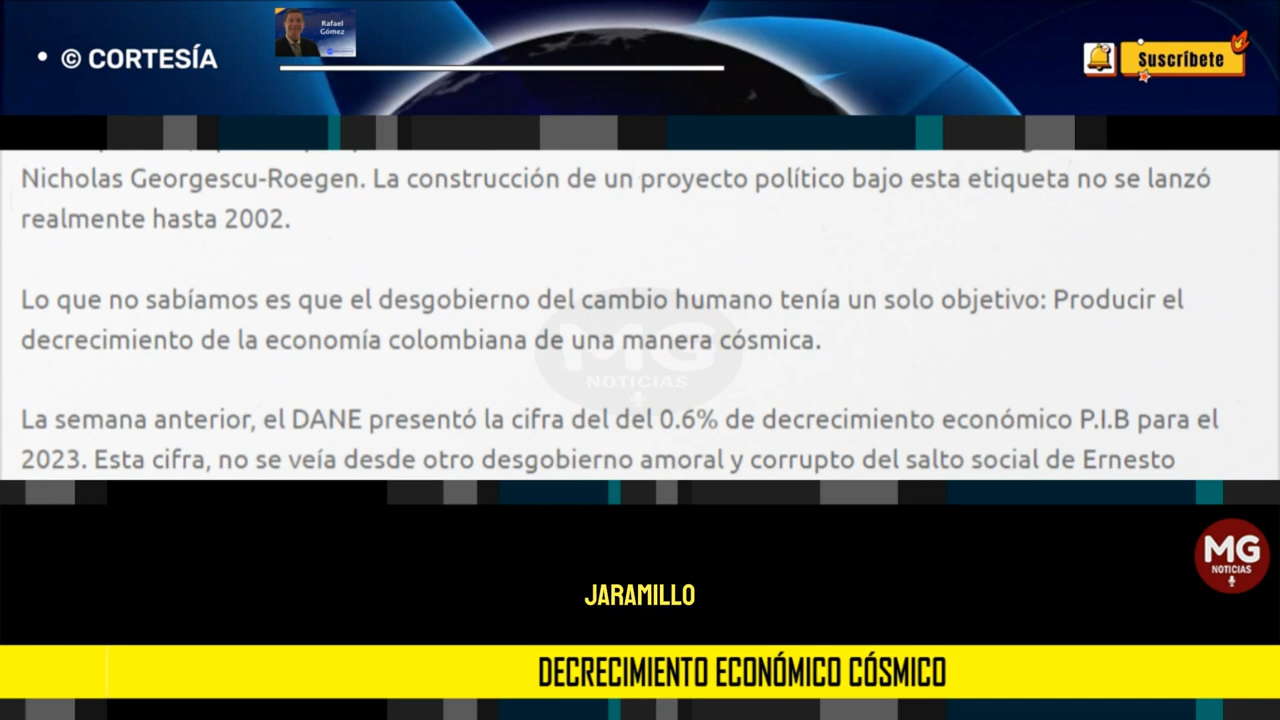 • © CORTESÍA
Rafael
Gómez
Suscríbete
Nicholas Georgescu-Roegen. La construcción de un proyecto político bajo esta etiqueta no se lanzó
realmente hasta 2002.
Lo que no sabíamos es que el desgobierno del cambio humano tenía un solo objetivo: Producir el
decrecimiento de la economía colombiana de una manera cósmica.
MG
NOTICIAS
La semana anterior, el DANE presentó la cifra del del 0.6% de decrecimiento económico P.I.B para el
2023. Esta cifra, no se veía desde otro desgobierno amoral y corrupto del salto social de Ernesto
MG
NOTICIAS
JARAMILLO
DECRECIMIENTO ECONÓMICO CÓSMICO